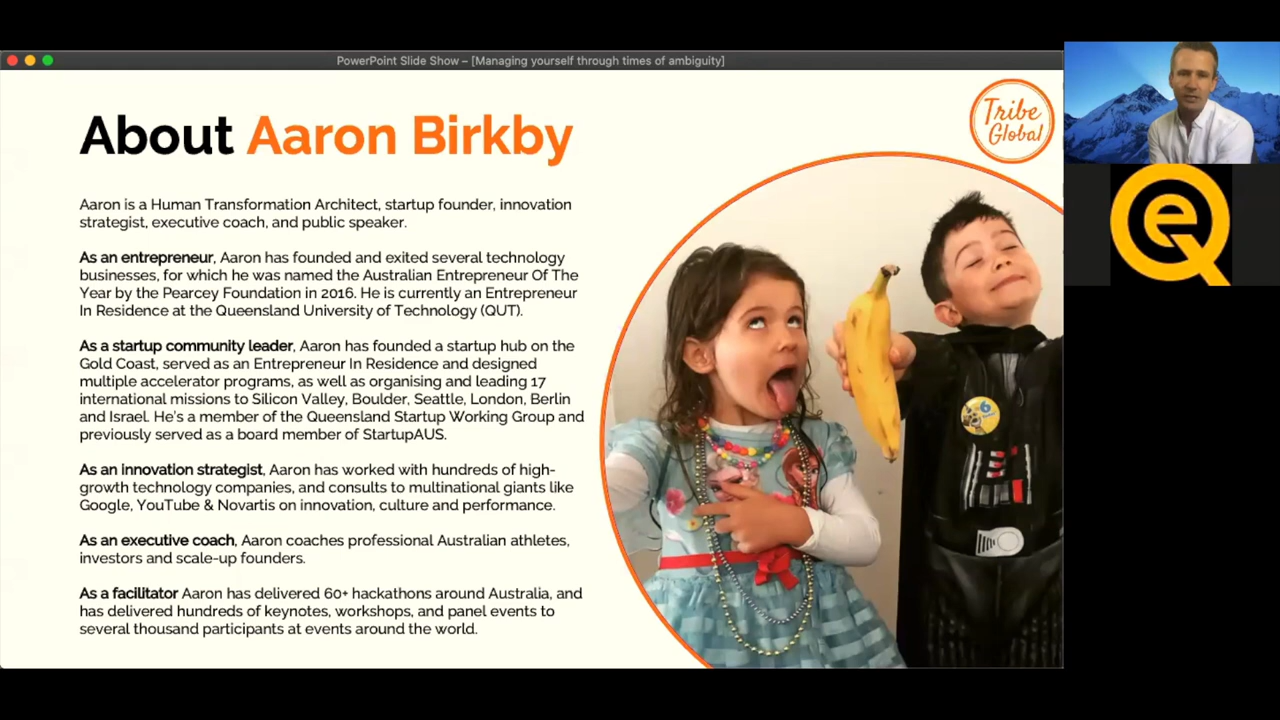 PowerPoint Slide Show – [Managing yourself through times of ambiguity]
Tribe
Global
About Aaron Birkby
Aaron is a Human Transformation Architect, startup founder, innovation
strategist, executive coach, and public speaker.
As an entrepreneur, Aaron has founded and exited several technology
businesses, for which he was named the Australian Entrepreneur Of The
Year by the Pearcey Foundation in 2016. He is currently an Entrepreneur
In Residence at the Queensland University of Technology (QUT).
As a startup community leader, Aaron has founded a startup hub on the
Gold Coast, served as an Entrepreneur In Residence and designed
multiple accelerator programs, as well as organising and leading 17
international missions to Silicon Valley, Boulder, Seattle, London, Berlin
and Israel. He's a member of the Queensland Startup Working Group and
previously served as a board member of StartupAUS.
As an innovation strategist, Aaron has worked with hundreds of high-
growth technology companies, and consults to multinational giants like
Google, YouTube & Novartis on innovation, culture and performance.
As an executive coach, Aaron coaches professional Australian athletes,
investors and scale-up founders.
As a facilitator Aaron has delivered 60+ hackathons around Australia, and
has delivered hundreds of keynotes, workshops, and panel events to
several thousand participants at events around the world.
6
eQ